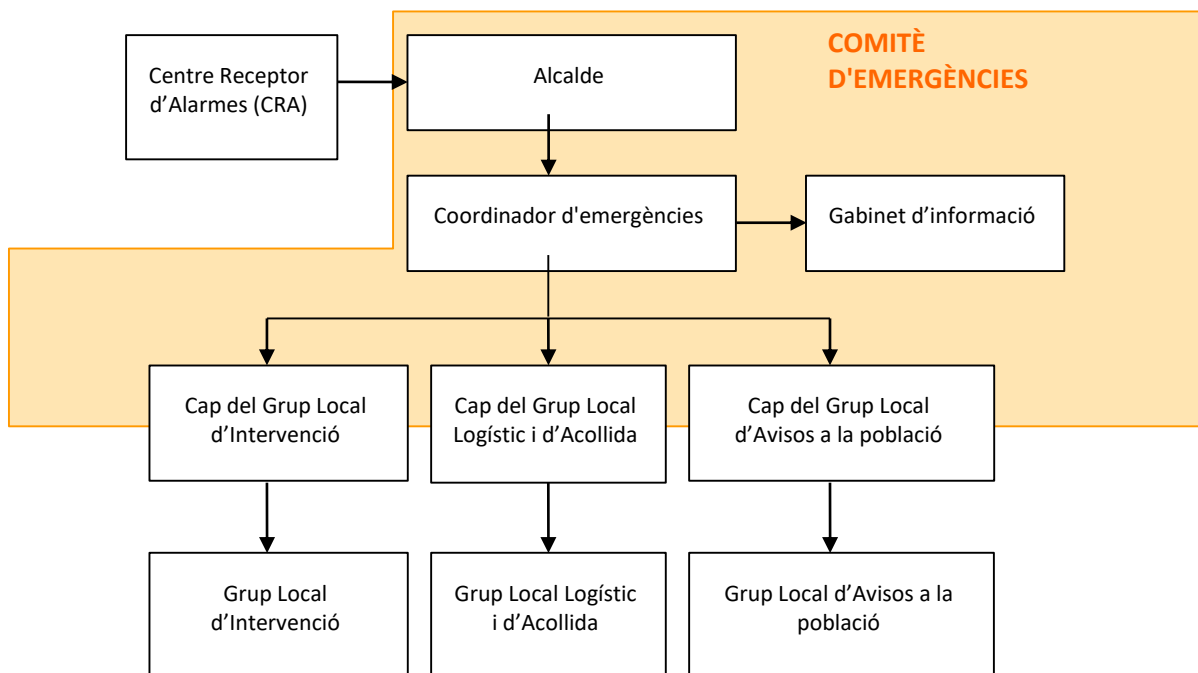 COMITÈ
D'EMERGÈNCIES
Centre Receptor
d’Alarmes (CRA)
Alcalde
Coordinador d'emergències
Gabinet d’informació
Cap del Grup Local
d’Intervenció
Cap del Grup Local
Logístic i d’Acollida
Cap del Grup Local
d’Avisos a la població
Grup Local
d’Intervenció
Grup Local Logístic
i d’Acollida
Grup Local d’Avisos a la
població